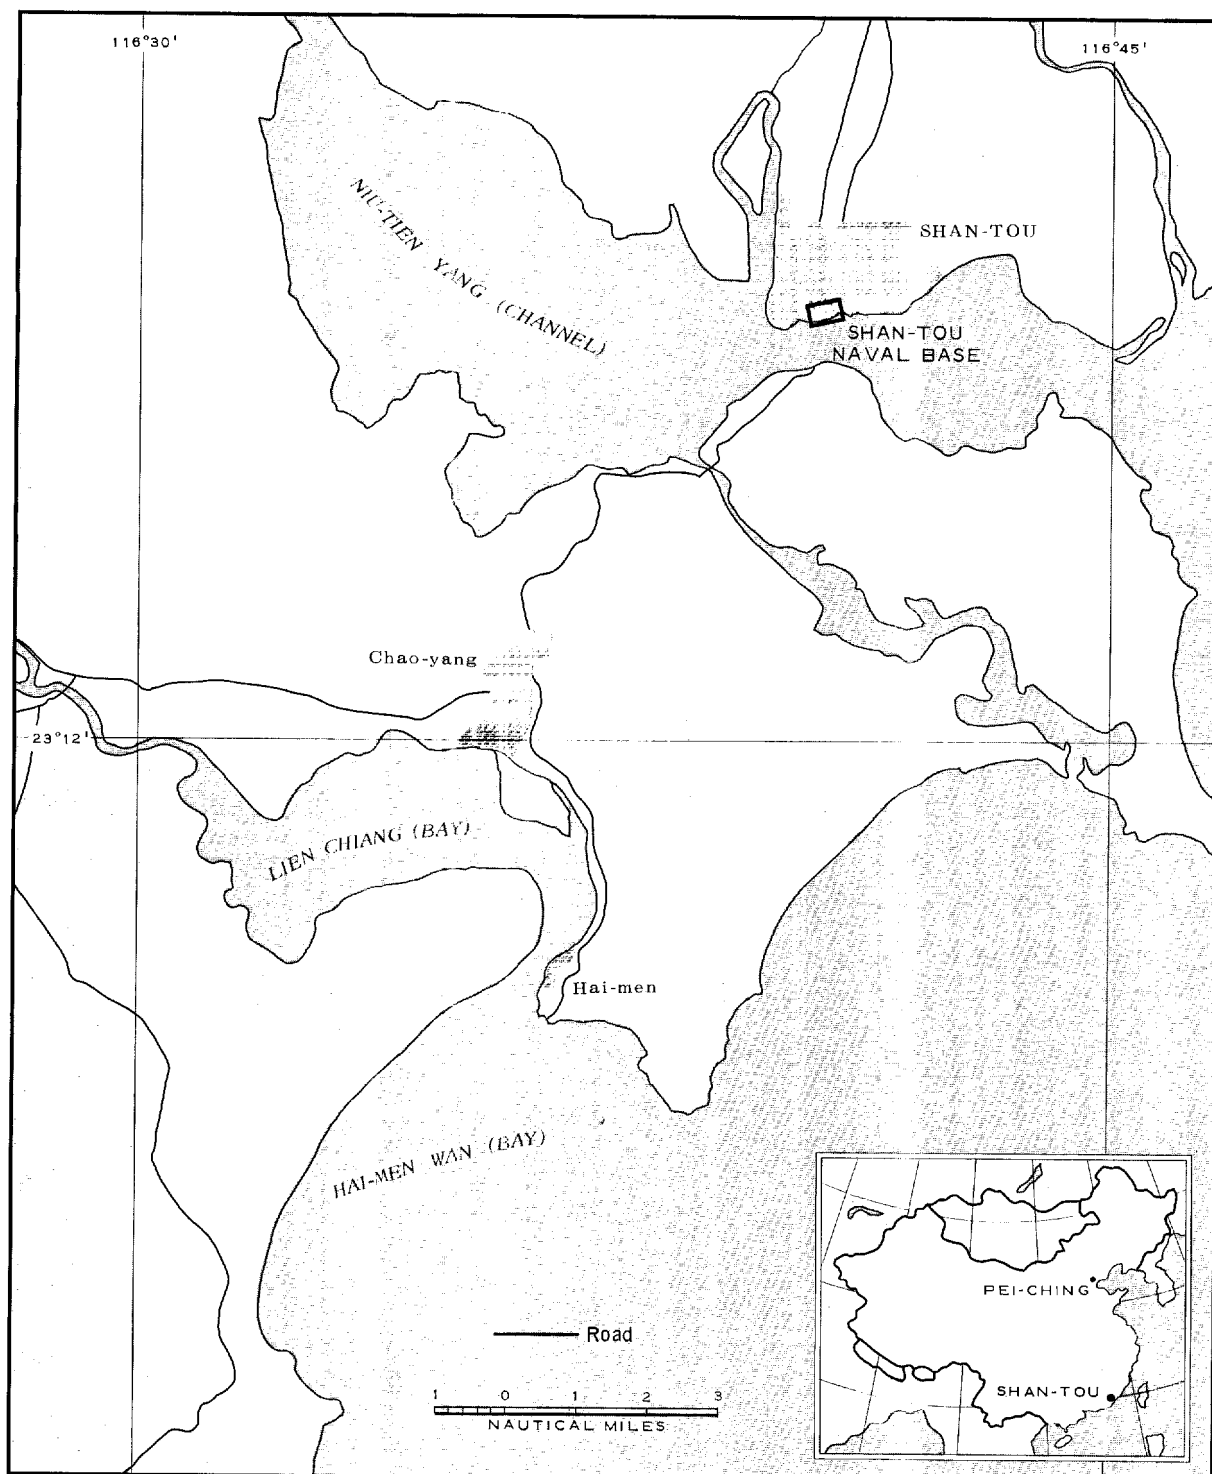 116°30'
116°45'
NIU-TIEN YANG (CHANNEL)
SHAN-TOU
SHAN-TOU
NAVAL BASE
Chao-yang
23°12'
LIEN CHIANG (BAY)
Hai-men
HAI-MEN WAN (BAY)
PEI-CHING
SHAN-TOU
Road
1 0 1 2 3
NAUTICAL MILES